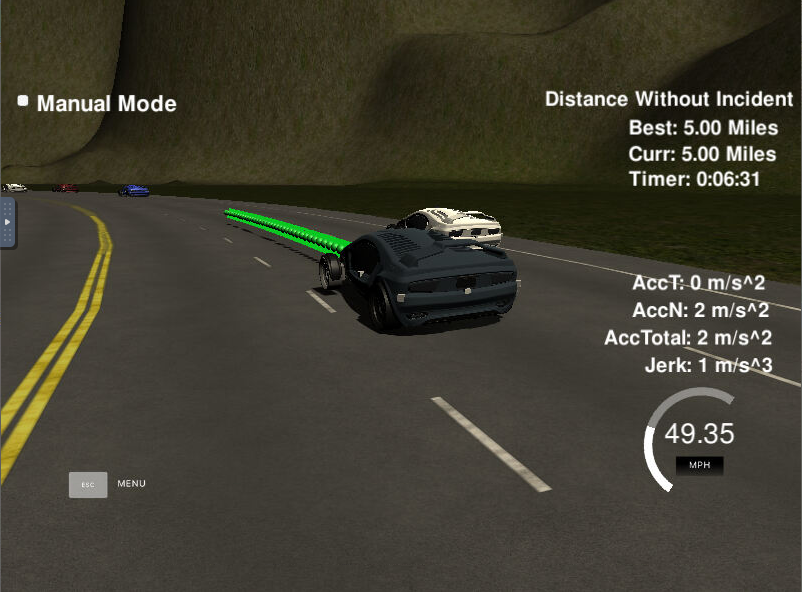 Manual Mode
Distance Without Incident
Best: 5.00 Miles
Curr: 5.00 Miles
Timer: 0:06:31
AccT: 0 m/s^2
AccN: 2 m/s^2
AccTotal: 2 m/s^2
Jerk: 1 m/s^3
49.35
MPH
ESC MENU